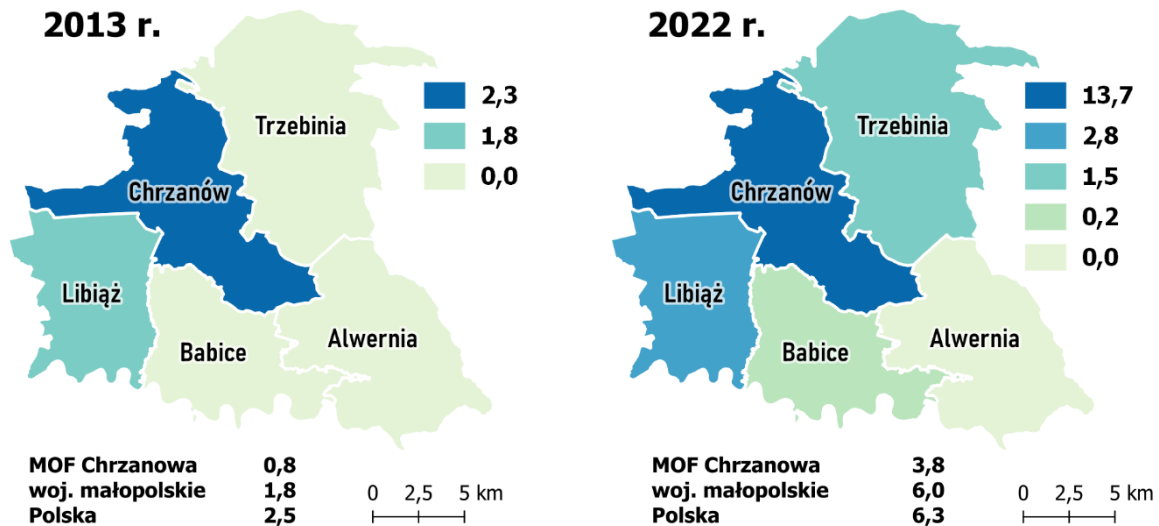 2013 r.
2,3
1,8
0,0
Trzebinia
Chrzanów
Libiąż
Babice
Alwernia
MOF Chrzanowa 0,8
woj. małopolskie 1,8
Polska 2,5
0 2,5 5 km
2022 r.
13,7
2,8
1,5
0,2
0,0
Trzebinia
Chrzanów
Libiąż
Babice
Alwernia
MOF Chrzanowa 3,8
woj. małopolskie 6,0
Polska 6,3
0 2,5 5 km